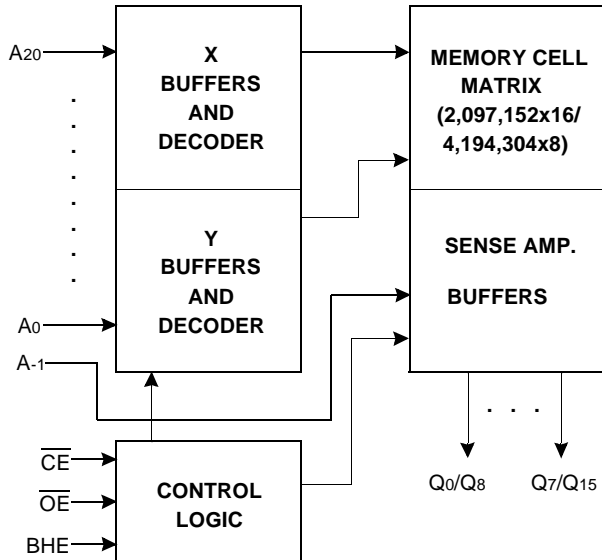 A20
X
BUFFERS
AND
DECODER
MEMORY CELL
MATRIX
(2,097,152x16/
4,194,304x8)
Y
BUFFERS
AND
DECODER
SENSE AMP.
BUFFERS
A0
A-1
CE
OE
BHE
CONTROL
LOGIC
. . .
Q0/Q8
Q7/Q15